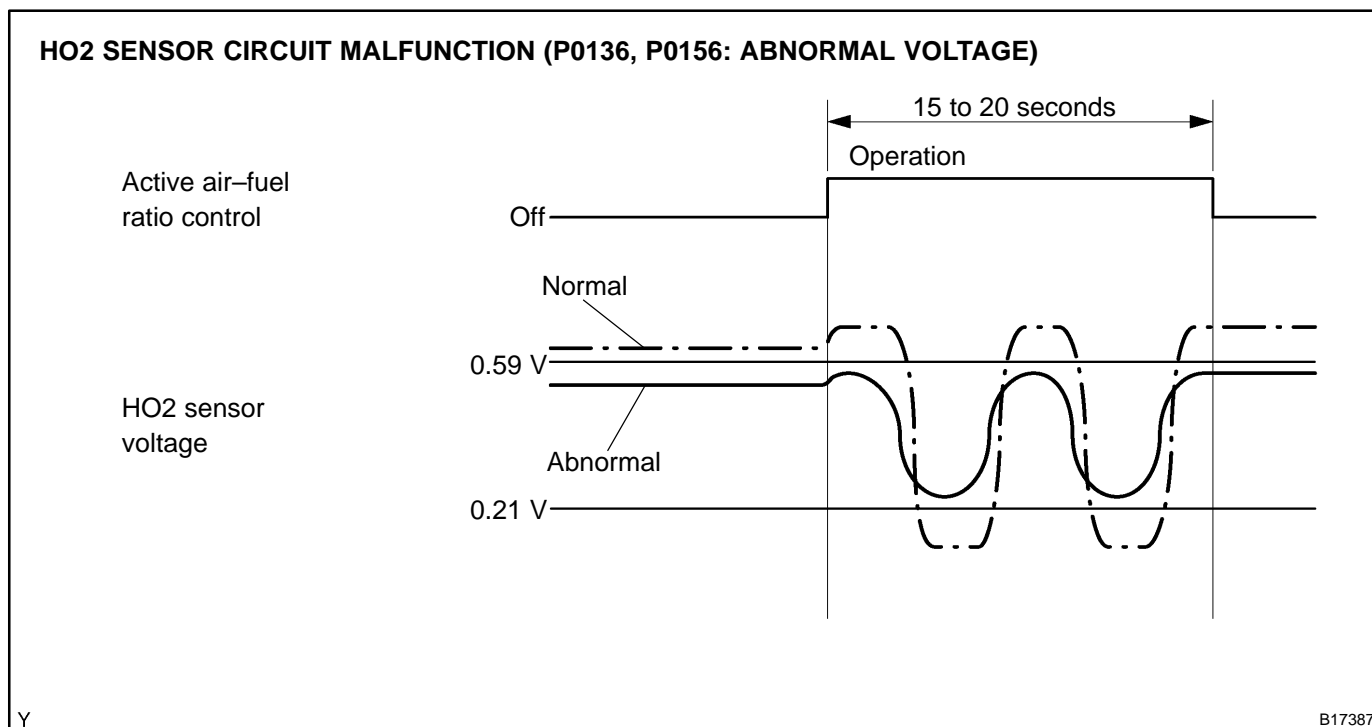 HO2 SENSOR CIRCUIT MALFUNCTION (P0136, P0156: ABNORMAL VOLTAGE)
15 to 20 seconds
Operation
Active air–fuel
ratio control
Off
Normal
0.59 V
HO2 sensor
voltage
Abnormal
0.21 V
Y
B17387